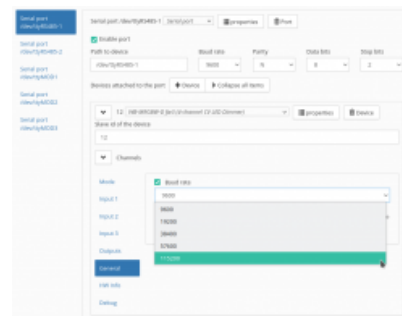 Serial port
/dev/ttyRS485-1
Serial port
/dev/ttyRS485-2
Serial port
/dev/ttyMOD1
Serial port
/dev/ttyMOD2
Serial port
/dev/ttyMOD3
Serial port /dev/ttyRS485-1
Serial port
properties
Port
Enable port
Path to device
Baud rate
Parity
Data bits
Stop bits
/dev/ttyRS485-1
9600
N
8
2
Devices attached to the port
Device
Collapse all items
12
properties
Device
Slave id of the device
12
Channels
Mode
Input 1
Input 2
Input 3
Outputs
General
HW Info
Debug
Baud rate
9600
9600
19200
38400
57600
115200